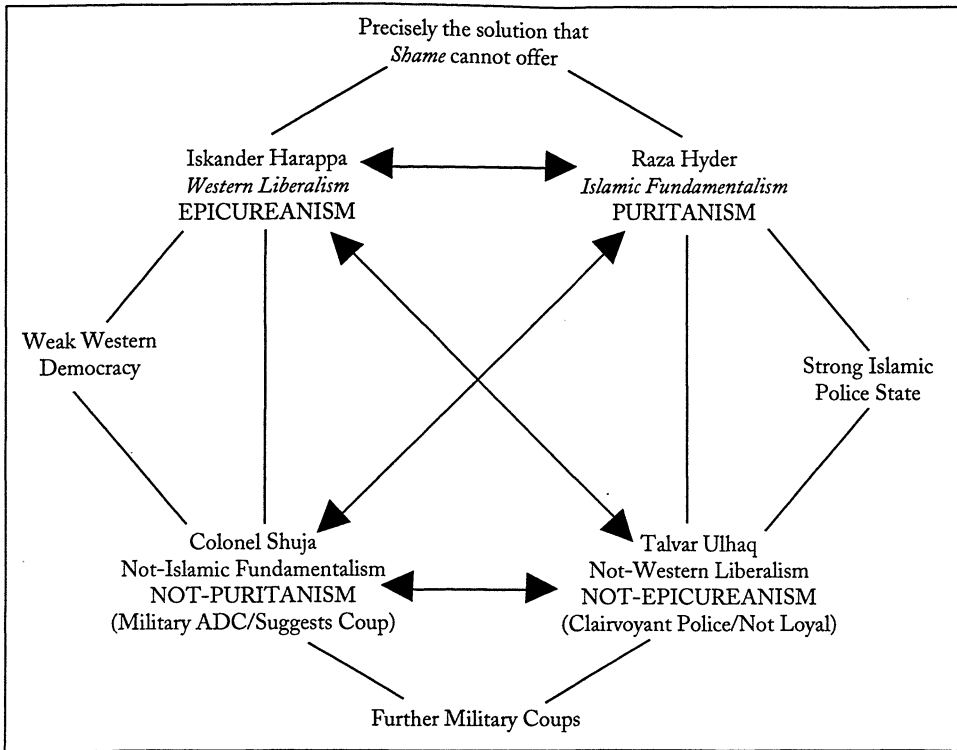 Precisely the solution that
Shame cannot offer
Iskander Harappa
Western Liberalism
EPICUREANISM
Raza Hyder
Islamic Fundamentalism
PURITANISM
Weak Western
Democracy
Strong Islamic
Police State
Colonel Shuja
Not-Islamic Fundamentalism
NOT-PURITANISM
(Military ADC/Suggests Coup)
Talvar Ulhaq
Not-Western Liberalism
NOT-EPICUREANISM
(Clairvoyant Police/Not Loyal)
Further Military Coups